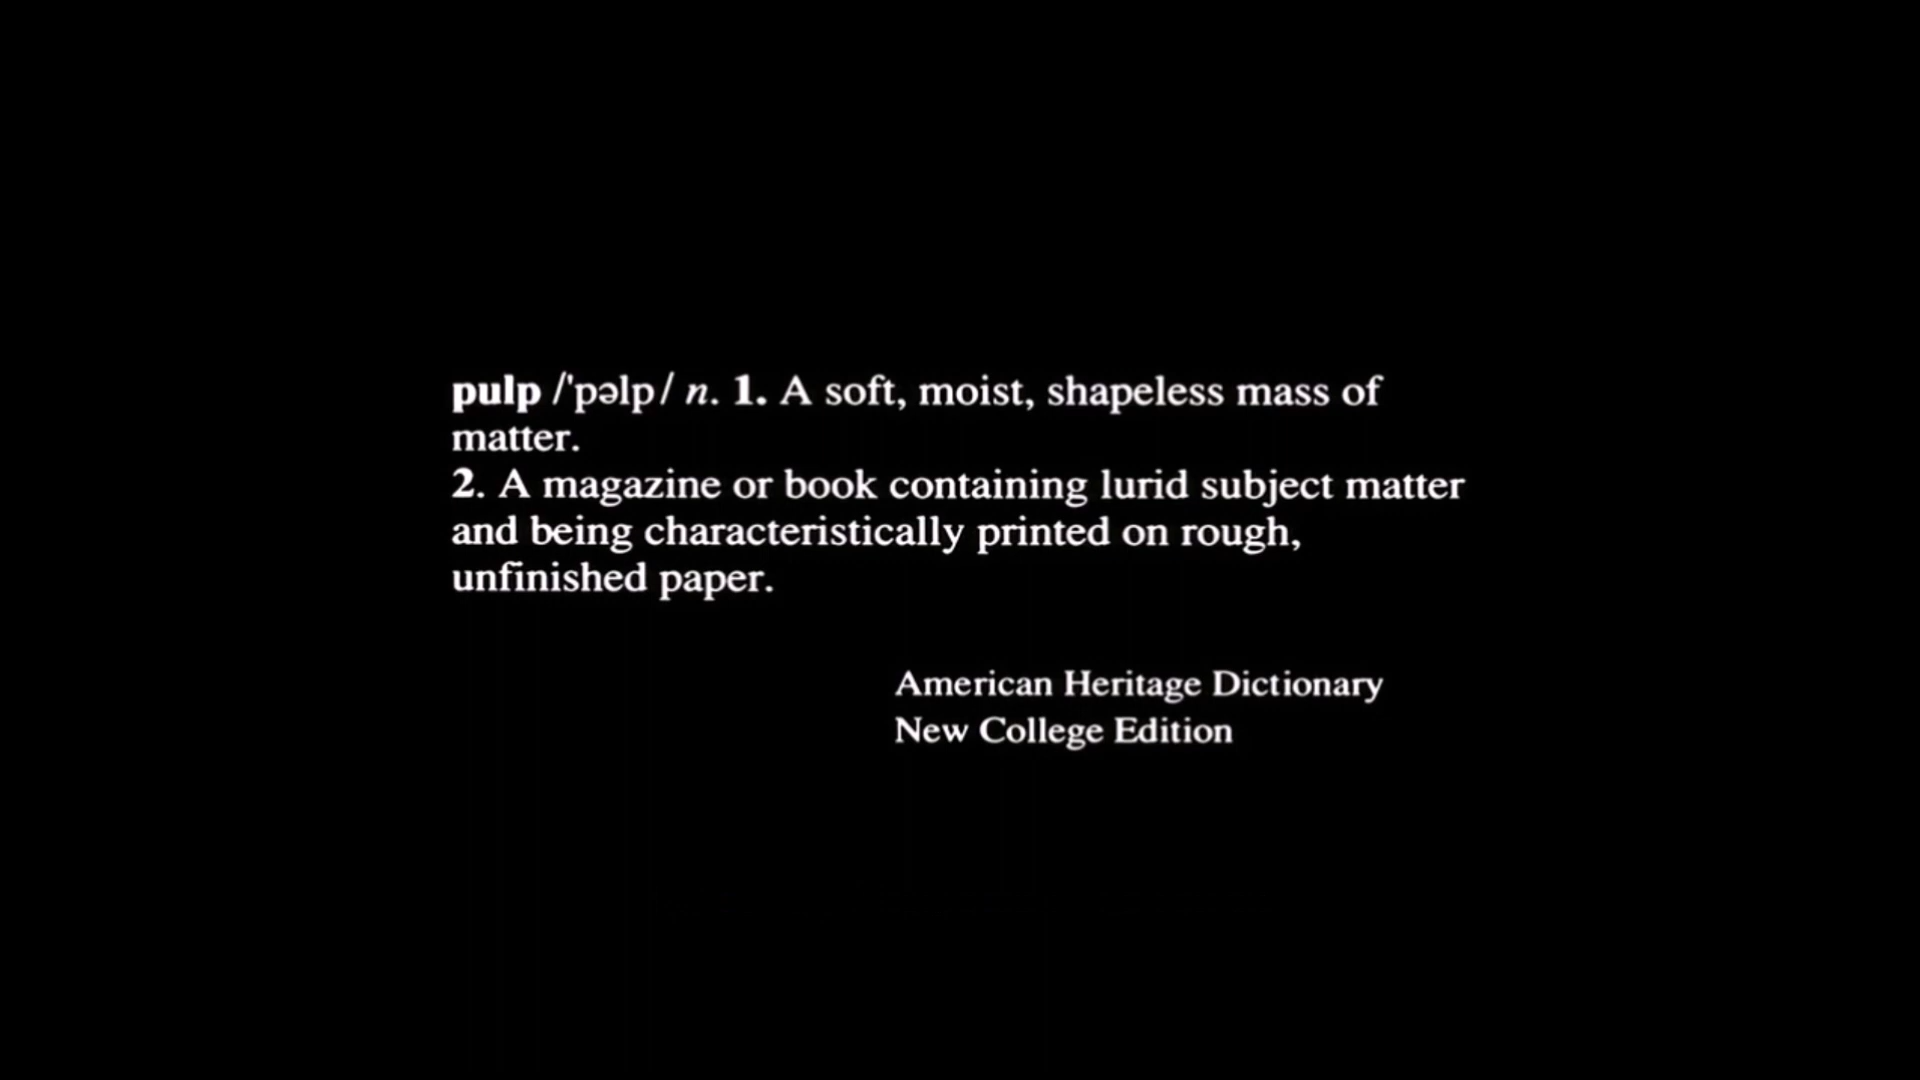 pulp /'pəlp/ n. 1. A soft, moist, shapeless mass of
matter.
2. A magazine or book containing lurid subject matter
and being characteristically printed on rough,
unfinished paper.
American Heritage Dictionary
New College Edition